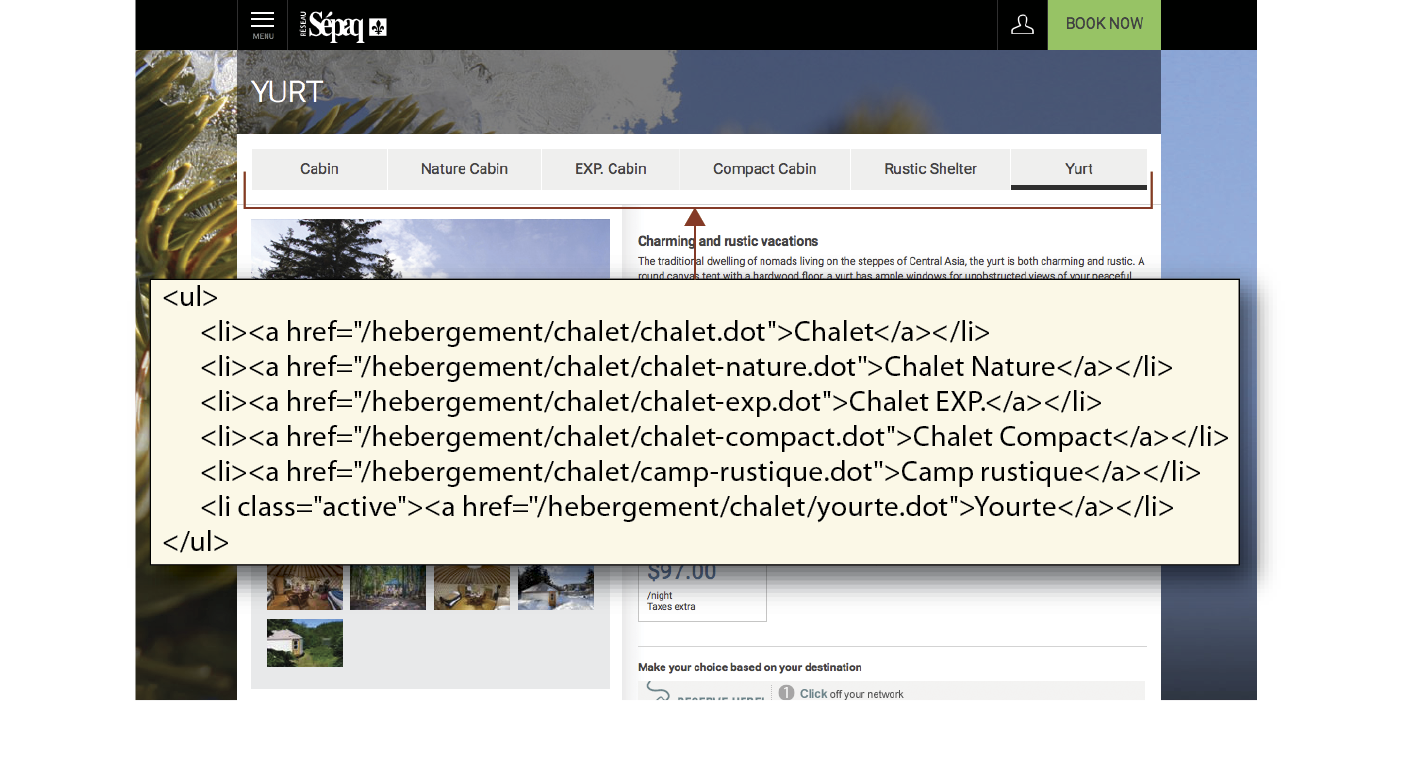 MENU
RÉSEAU
Sépaq
BOOK NOW
YURT
Cabin
Nature Cabin
EXP. Cabin
Compact Cabin
Rustic Shelter
Yurt
Charming and rustic vacations
The traditional dwelling of nomads living on the steppes of Central Asia, the yurt is both charming and rustic. A
round canvas tent with a hardwood floor, a yurt has ample windows for unobstructed views of your peaceful
<ul>
<li><a href="/hebergement/chalet/chalet.dot">Chalet</a></li>
<li><a href="/hebergement/chalet/chalet-nature.dot">Chalet Nature</a></li>
<li><a href="/hebergement/chalet/chalet-exp.dot">Chalet EXP.</a></li>
<li><a href="/hebergement/chalet/chalet-compact.dot">Chalet Compact</a></li>
<li><a href="/hebergement/chalet/camp-rustique.dot">Camp rustique</a></li>
<li class="active"><a href="/hebergement/chalet/yourte.dot">Yourte</a></li>
</ul>
$97.00
/night
Taxes extra
Make your choice based on your destination
RESERVE HERE!
1 Click off your network